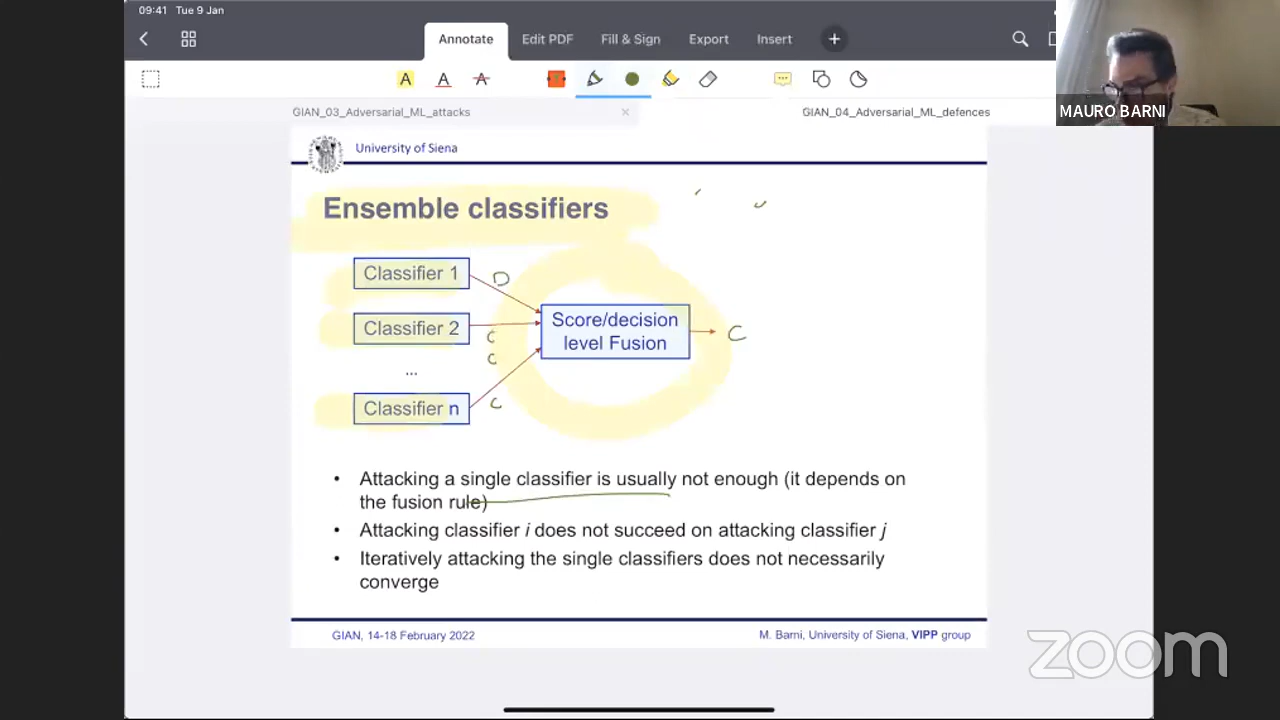 09:41 Tue 9 Jan
Annotate Edit PDF Fill & Sign Export Insert +
A A A
MAURO BARNI
GIAN_03_Adversarial_ML_attacks × GIAN_04_Adversarial_ML_defences
University of Siena
Ensemble classifiers
Classifier 1 D
Classifier 2 C
C
...
Classifier n C
Score/decision
level Fusion C
• Attacking a single classifier is usually not enough (it depends on
the fusion rule)
• Attacking classifier i does not succeed on attacking classifier j
• Iteratively attacking the single classifiers does not necessarily
converge
GIAN, 14-18 February 2022 M. Barni, University of Siena, VIPP group
zoom